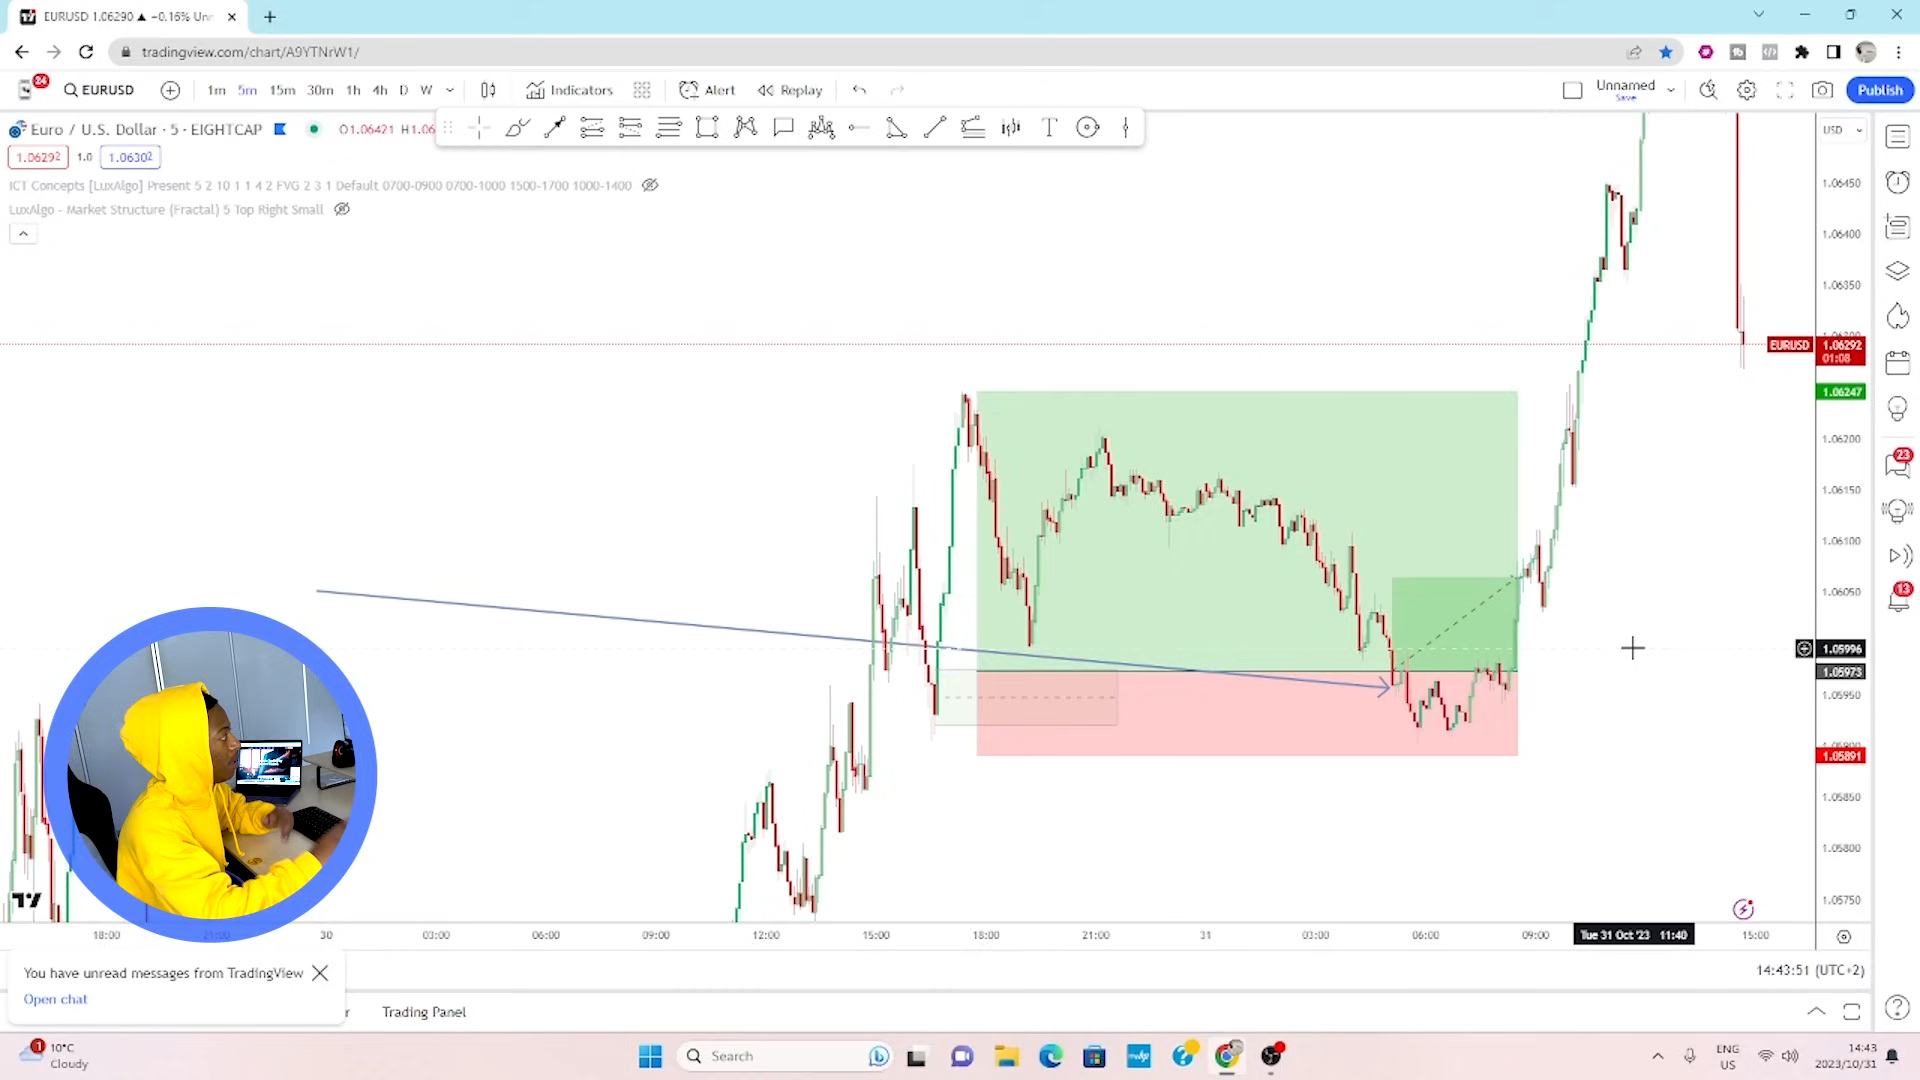 EURUSD 1.06290 ▲ −0.16% Unn
tradingview.com/chart/A9YTNrW1/
24
EURUSD 1m 5m 15m 30m 1h 4h D W Indicators Alert Replay Unnamed Save Publish
Euro / U.S. Dollar · 5 · EIGHTCAP O1.06421 H1.06
USD
1.06292 1.0 1.06302
ICT Concepts [LuxAlgo] Present 5 2 10 1 1 4 2 FVG 2 3 1 Default 0700-0900 0700-1000 1500-1700 1000-1400
LuxAlgo - Market Structure (Fractal) 5 Top Right Small
1.06450
1.06400
1.06350
EURUSD 1.06292
01:08
1.06247
1.06200
1.06150
1.06100
1.06050
1.05996
1.05973
1.05950
1.05891
1.05850
1.05800
1.05750
23
13
18:00 21:00 30 03:00 06:00 09:00 12:00 15:00 18:00 21:00 31 03:00 06:00 09:00 Tue 31 Oct '23 11:40 15:00
You have unread messages from TradingView
Open chat
14:43:51 (UTC+2)
r Trading Panel
1
10°C
Cloudy
Search
ENG
US
14:43
2023/10/31